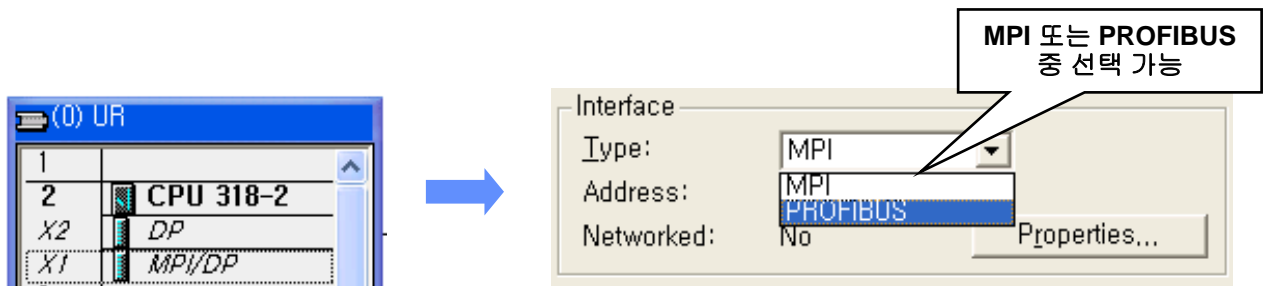 MPI 또는 PROFIBUS
중 선택 가능
(0) UR
1
2 CPU 318-2
X2 DP
X1 MPI/DP
Interface
Type: MPI
MPI
Address:
PROFIBUS
Networked: No Properties...